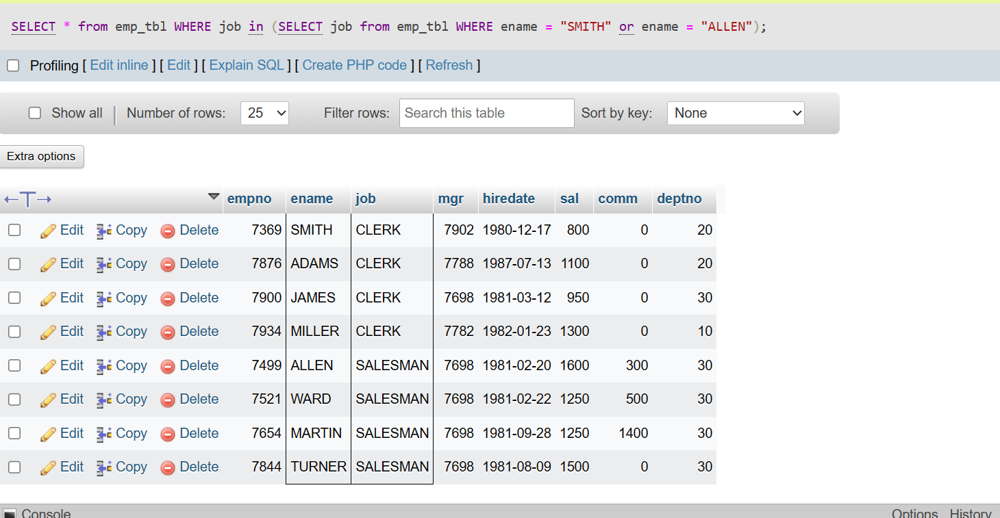 SELECT * from emp_tbl WHERE job in (SELECT job from emp_tbl WHERE ename = "SMITH" or ename = "ALLEN");
Profiling [ Edit inline ] [ Edit ] [ Explain SQL ] [ Create PHP code ] [ Refresh ]
Show all | Number of rows: 25 Filter rows: Search this table Sort by key: None
Extra options
←T→ empno ename job mgr hiredate sal comm deptno
Edit Copy Delete 7369 SMITH CLERK 7902 1980-12-17 800 0 20
Edit Copy Delete 7876 ADAMS CLERK 7788 1987-07-13 1100 0 20
Edit Copy Delete 7900 JAMES CLERK 7698 1981-03-12 950 0 30
Edit Copy Delete 7934 MILLER CLERK 7782 1982-01-23 1300 0 10
Edit Copy Delete 7499 ALLEN SALESMAN 7698 1981-02-20 1600 300 30
Edit Copy Delete 7521 WARD SALESMAN 7698 1981-02-22 1250 500 30
Edit Copy Delete 7654 MARTIN SALESMAN 7698 1981-09-28 1250 1400 30
Edit Copy Delete 7844 TURNER SALESMAN 7698 1981-08-09 1500 0 30
Console Options History